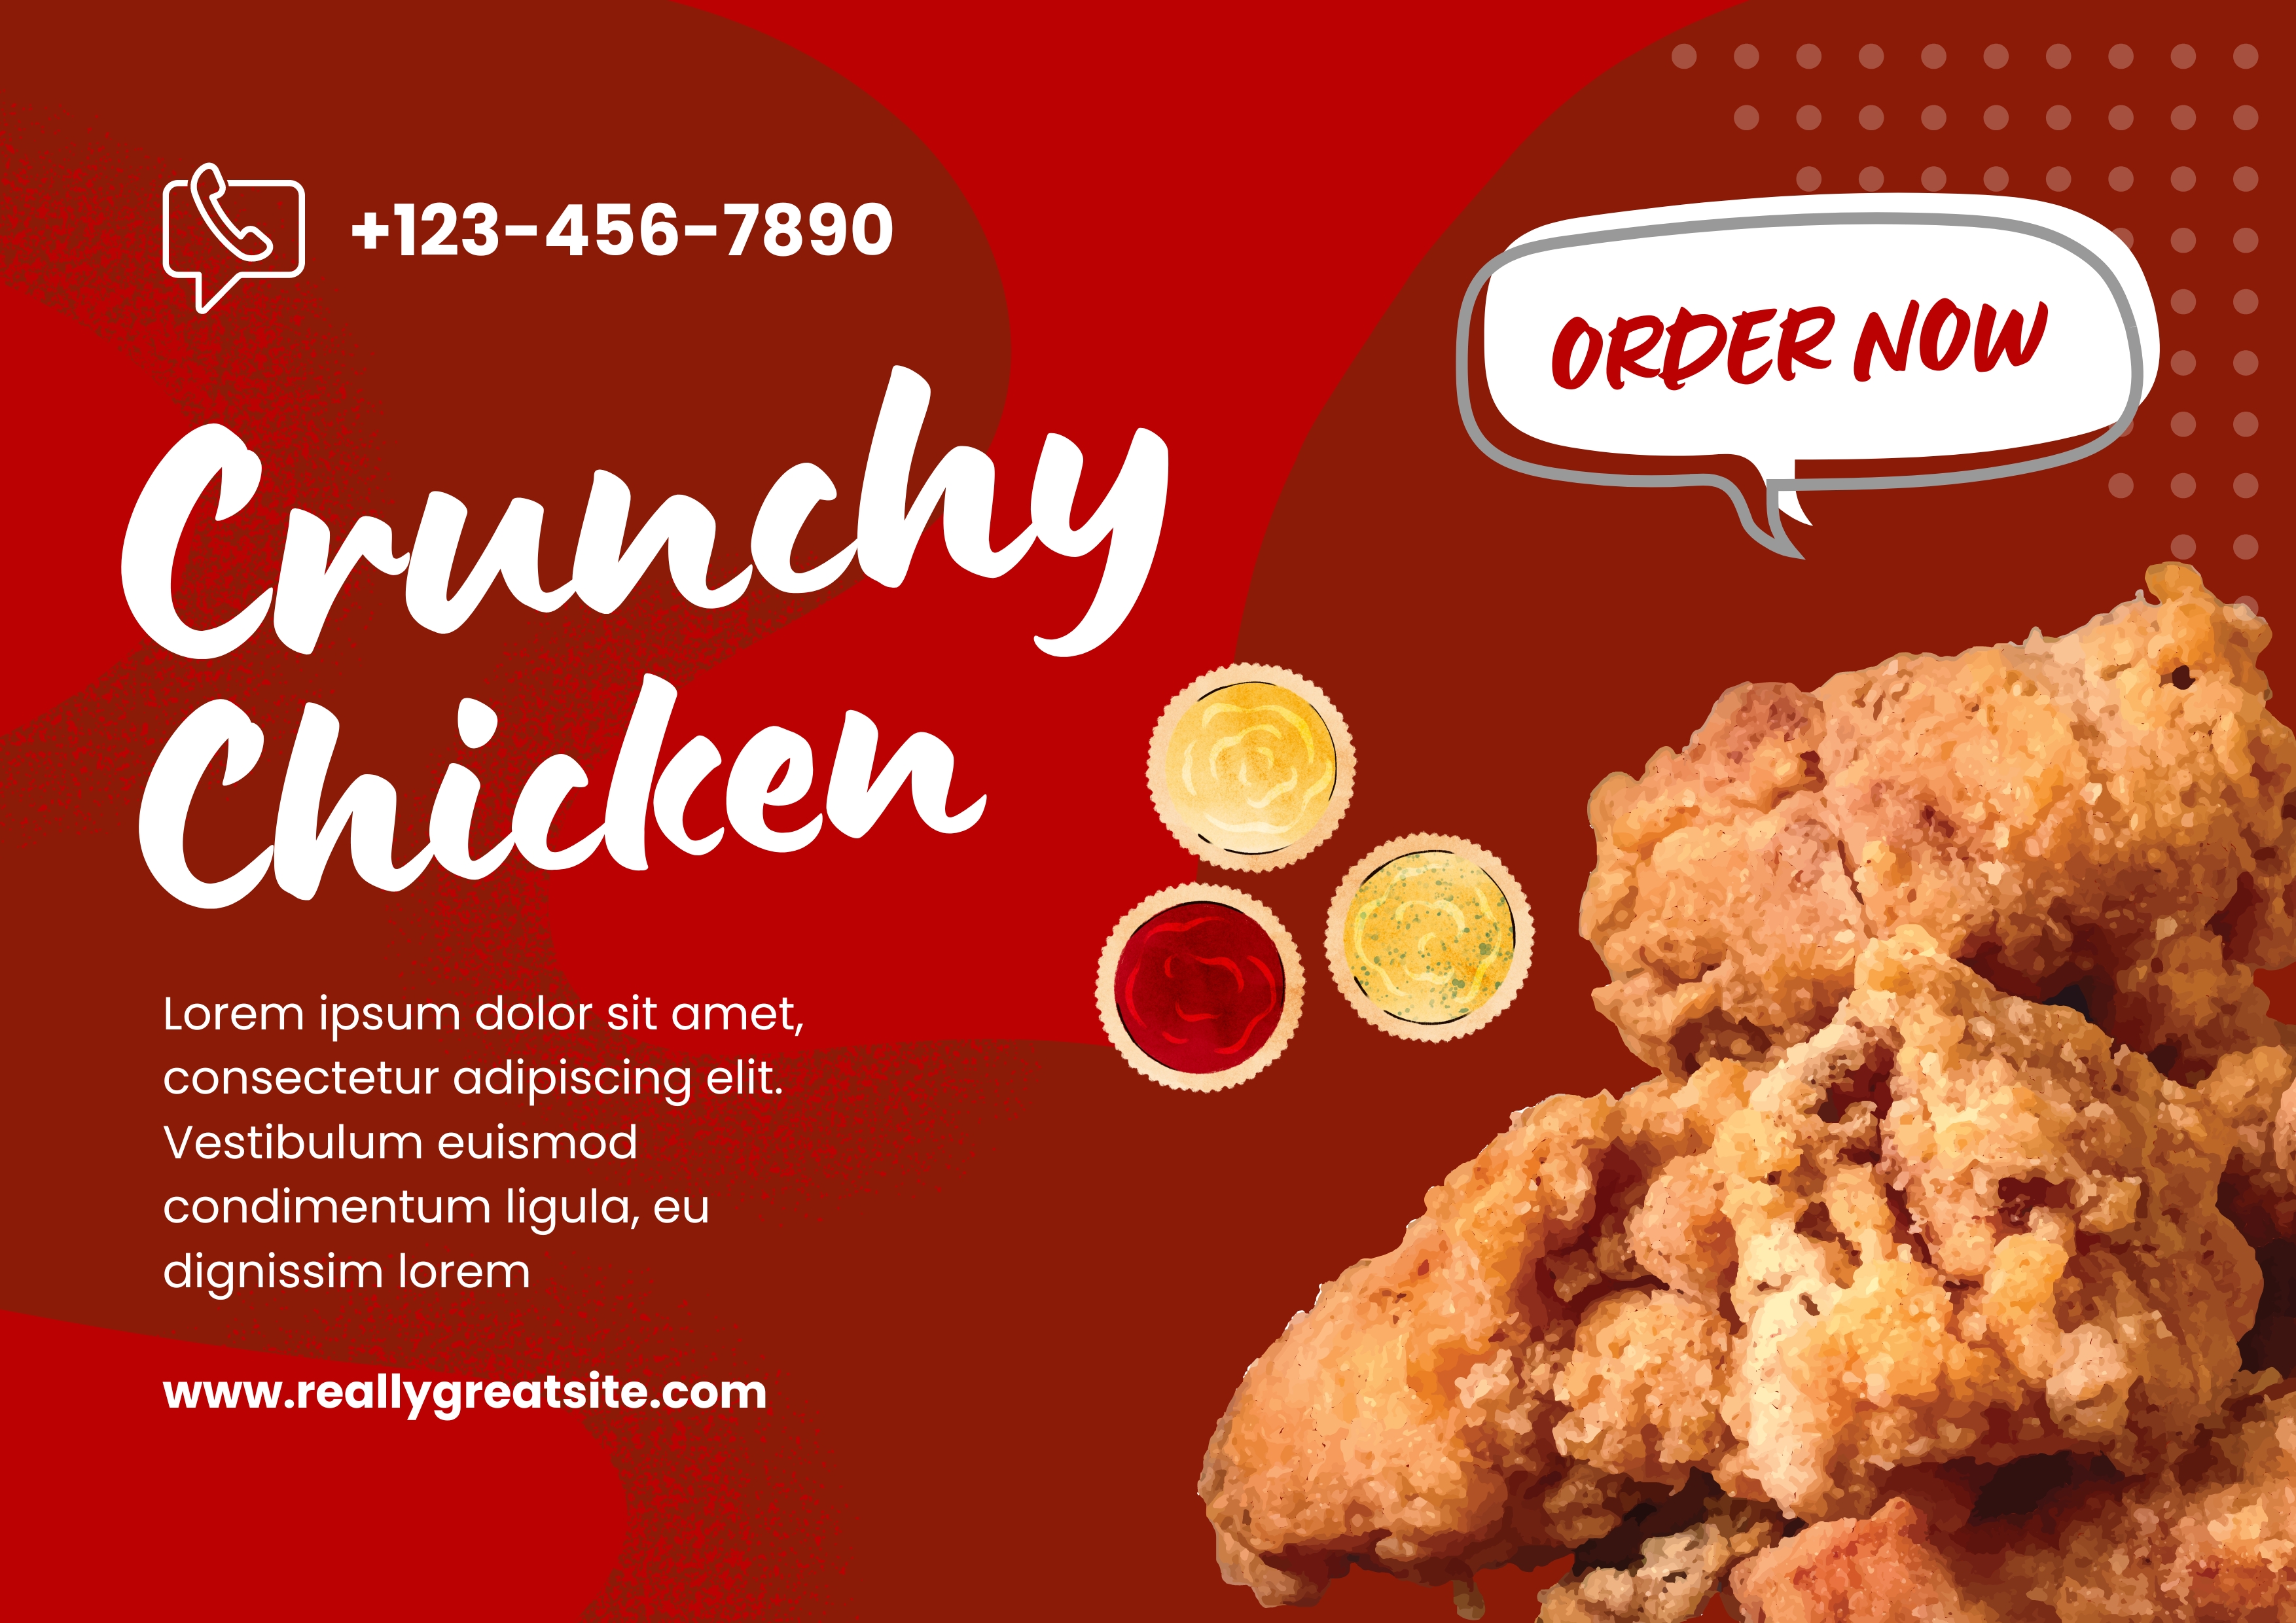 +123-456-7890
ORDER NOW
Crunchy
Chicken
Lorem ipsum dolor sit amet,
consectetur adipiscing elit.
Vestibulum euismod
condimentum ligula, eu
dignissim lorem
www.reallygreatsite.com